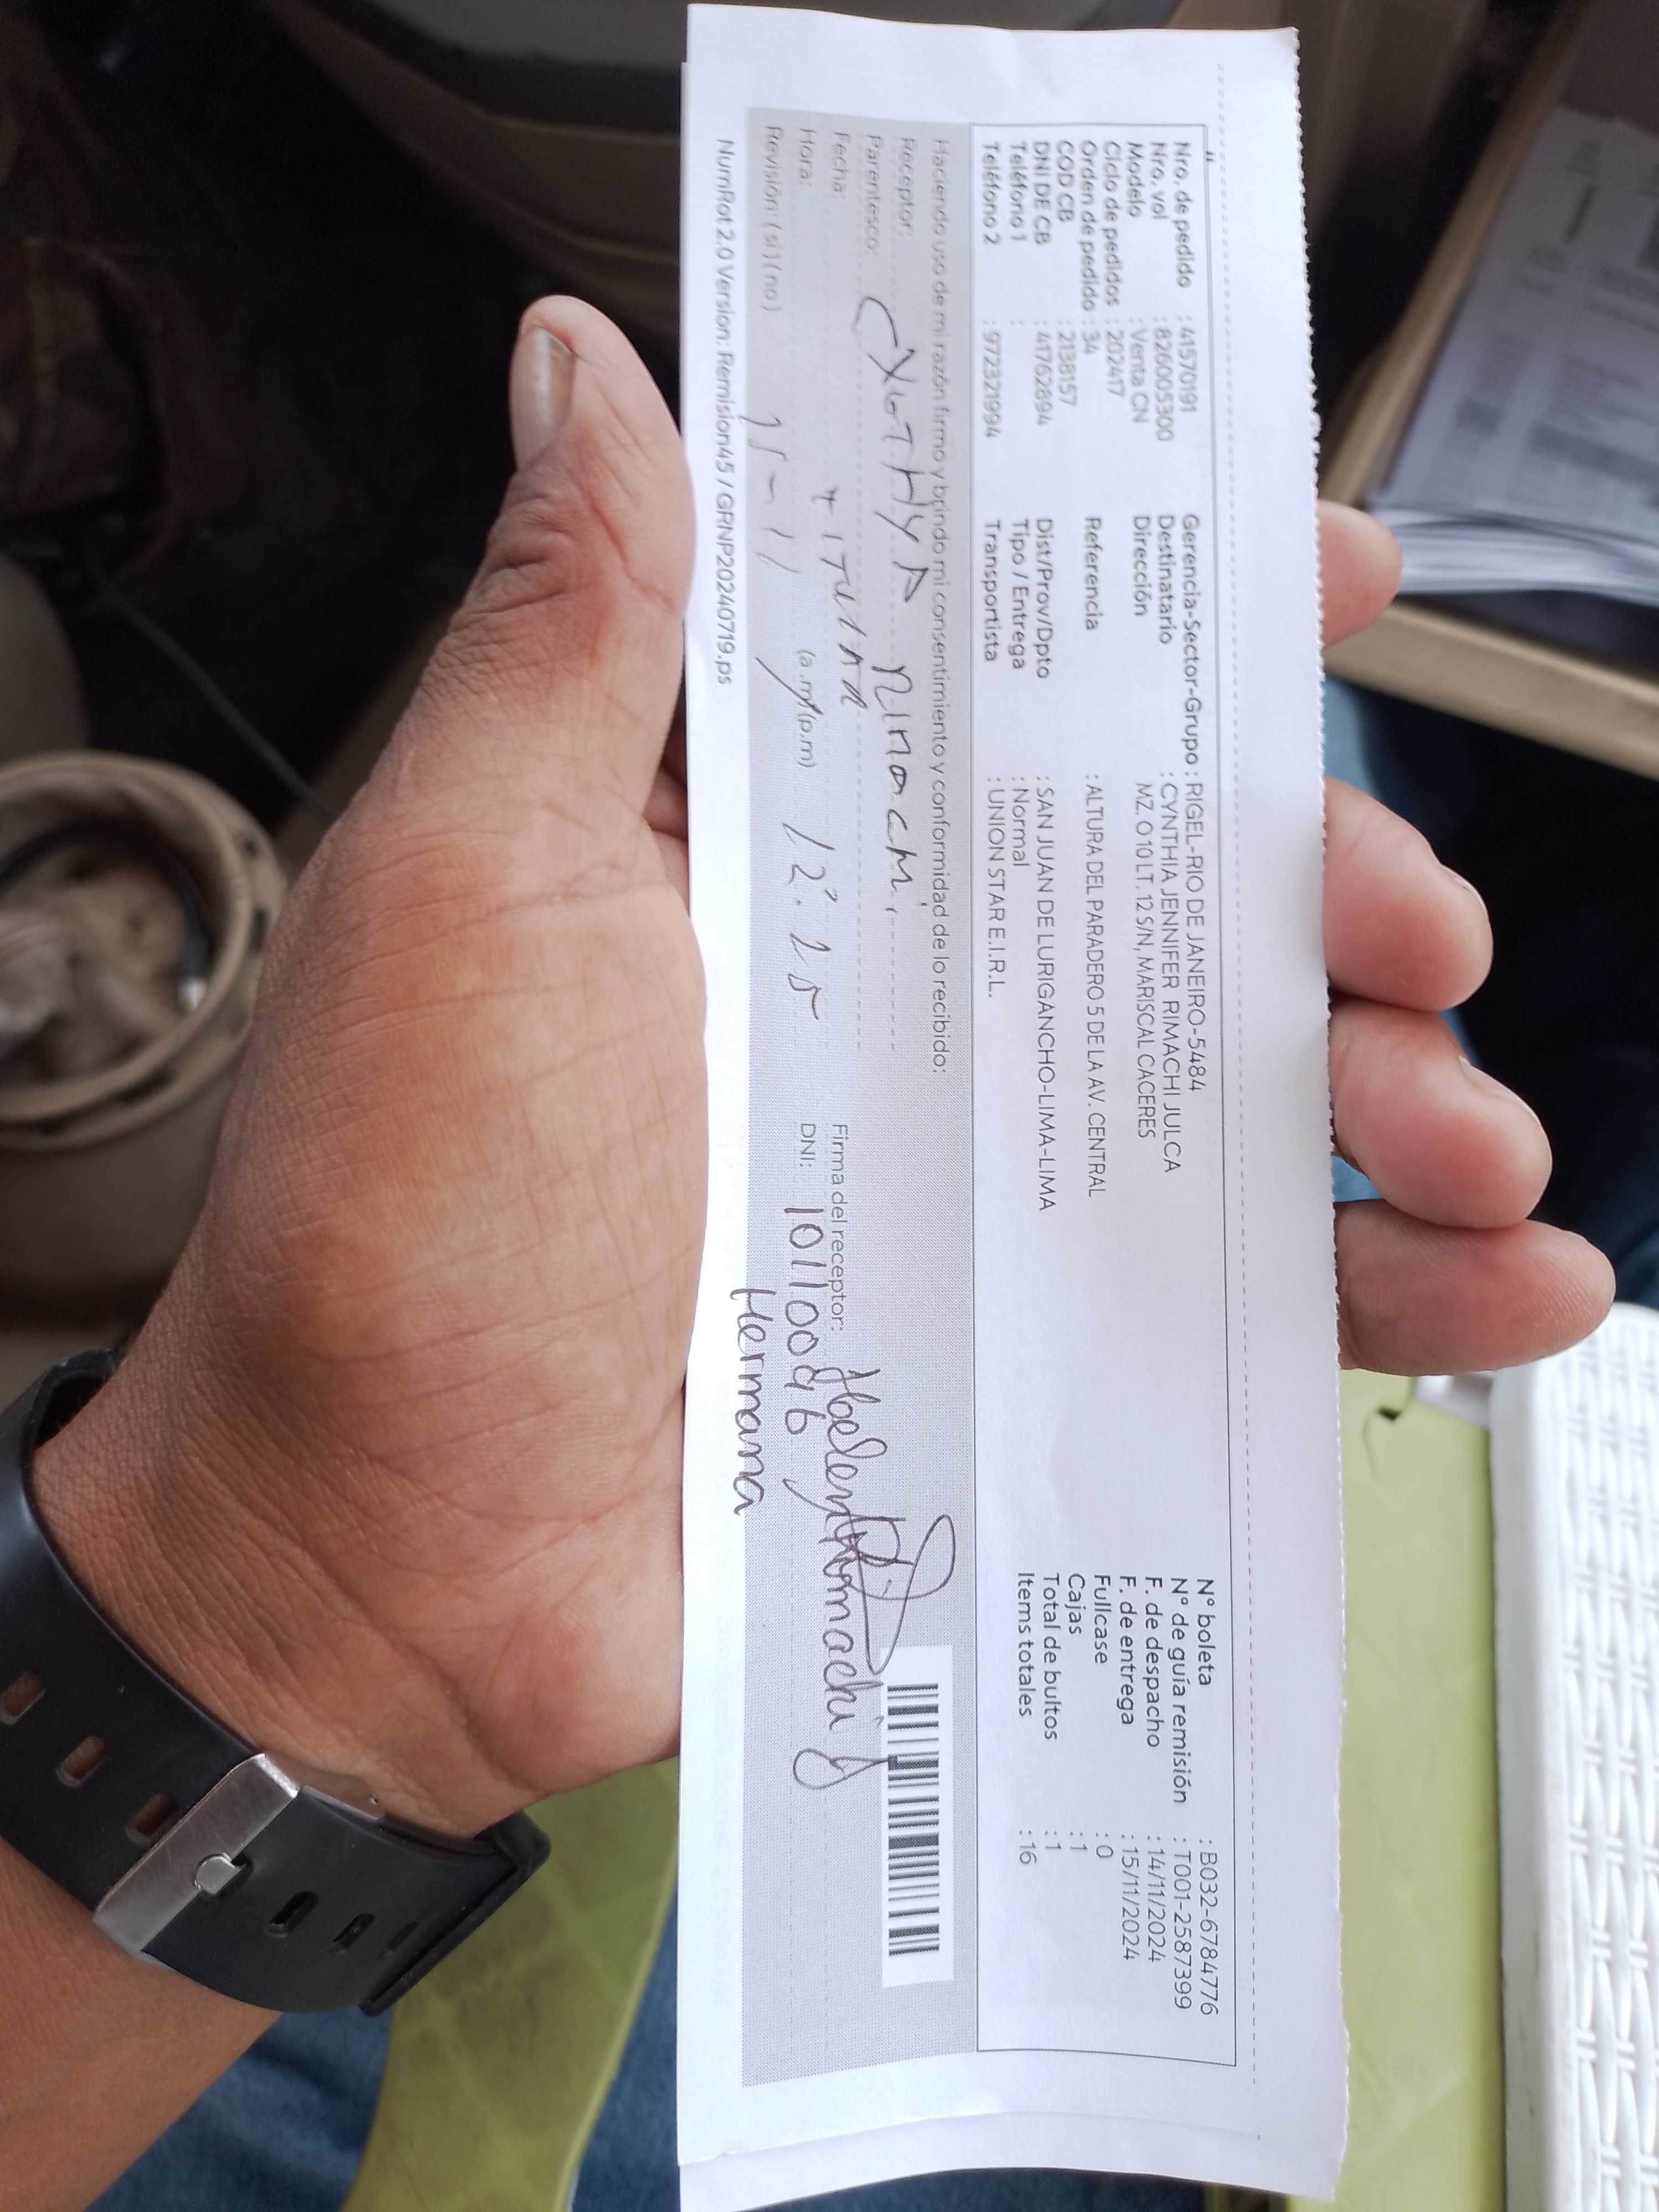 Nro. de pedido : 41570191
Nro. vol : 826005300
Modelo : Venta CN
Ciclo de pedidos : 202417
Orden de pedido : 34
COD CB : 2138157
DNI DE CB : 41762894
Teléfono 1 :
Teléfono 2 : 972321994
Gerencia-Sector-Grupo : RIGEL-RIO DE JANEIRO-5484
Destinatario : CYNTHIA JENNIFER RIMACHI JULCA
Dirección MZ. O 10 LT. 12 S/N, MARISCAL CACERES
Referencia : ALTURA DEL PARADERO 5 DE LA AV. CENTRAL
Dist/Prov/Dpto : SAN JUAN DE LURIGANCHO-LIMA-LIMA
Tipo / Entrega : Normal
Transportista : UNION STAR E.I.R.L.
N° boleta : B032-6784776
N° de guía remisión : T001-2587399
F. de despacho : 14/11/2024
F. de entrega : 15/11/2024
Fullcase : 0
Cajas : 1
Total de bultos : 1
Items totales : 16
Haciendo uso de mi razón firmo y brindo mi consentimiento y conformidad de lo recibido:
Receptor:
Parentesco:
Fecha:
Hora: (a.m)(p.m) 12:25
Revisión: (si) (no) 15-11
Firma del receptor: Rimachi J
DNI: 10110096
Hermana
NumRot 2.0 Version: Remision45 / GRNP20240719.ps